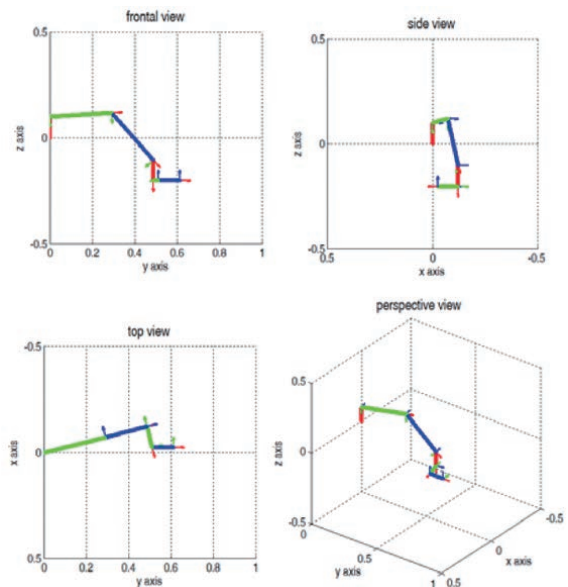 frontal view
0.5
0
-0.5
z axis
0 0.2 0.4 0.6 0.8 1
y axis
side view
0.5
0
-0.5
z axis
0.5 0 -0.5
x axis
top view
-0.5
0
0.5
x axis
0 0.2 0.4 0.6 0.8 1
y axis
perspective view
0.5
0
-0.5
z axis
0
0.5
1
y axis
0.5
0
-0.5
x axis